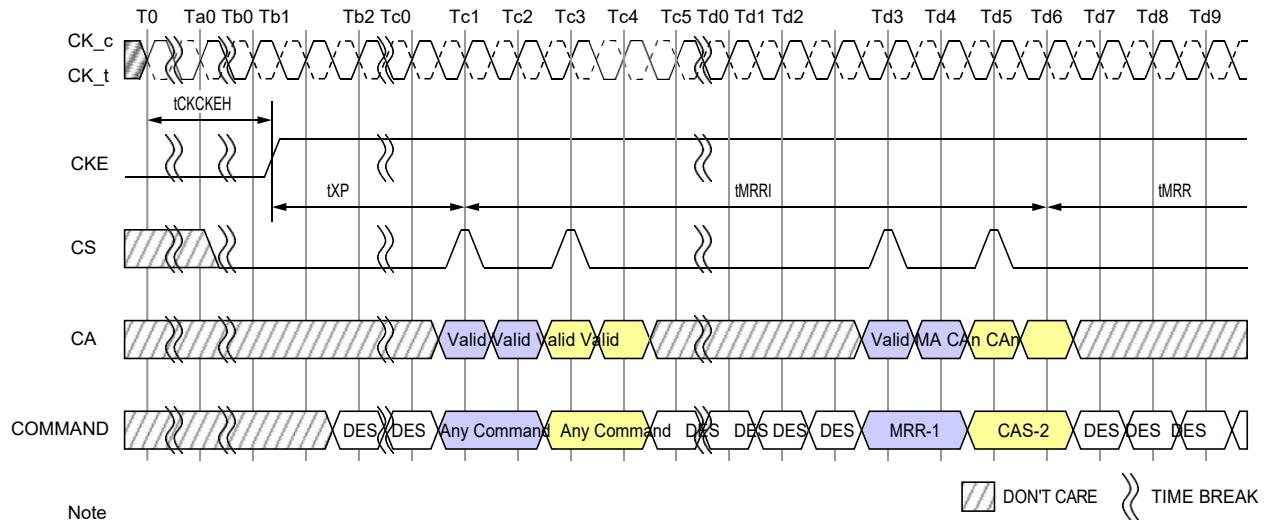 T0 Ta0 Tb0 Tb1 Tb2 Tc0 Tc1 Tc2 Tc3 Tc4 Tc5 Td0 Td1 Td2 Td3 Td4 Td5 Td6 Td7 Td8 Td9
CK_c
CK_t
tCKCKEH
CKE
tXP tMRRI tMRR
CS
CA Valid Valid Valid Valid Valid MA CAn CAn
COMMAND DES DES Any Command Any Command DES DES DES DES MRR-1 CAS-2 DES DES DES
DON'T CARE TIME BREAK
Note